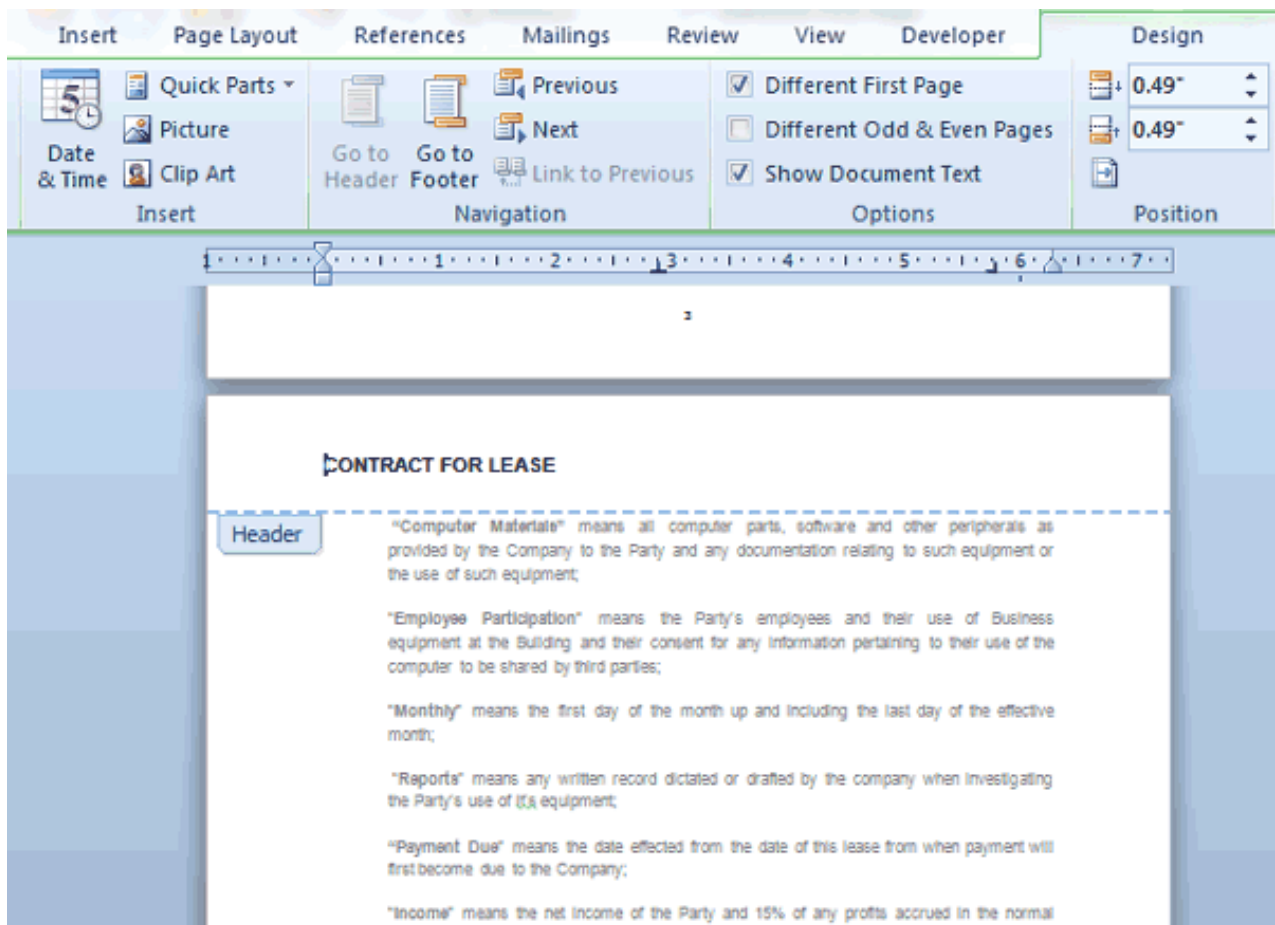 Insert Page Layout References Mailings Review View Developer Design
Quick Parts
Picture
Clip Art
Date
& Time
Insert
5
Go to
Header
Go to
Footer
Previous
Next
Link to Previous
Navigation
Different First Page
Different Odd & Even Pages
Show Document Text
Options
0.49"
0.49"
Position
1 1 2 3 4 5 6 7
CONTRACT FOR LEASE
Header
"Computer Materials" means all computer parts, software and other peripherals as
provided by the Company to the Party and any documentation relating to such equipment or
the use of such equipment;
"Employee Participation" means the Party's employees and their use of Business
equipment at the Building and their consent for any information pertaining to their use of the
computer to be shared by third parties;
"Monthly" means the first day of the month up and including the last day of the effective
month;
"Reports" means any written record dictated or drafted by the company when investigating
the Party's use of it's equipment;
"Payment Due" means the date effected from the date of this lease from when payment will
first become due to the Company;
"Income" means the net income of the Party and 15% of any profits accrued in the normal